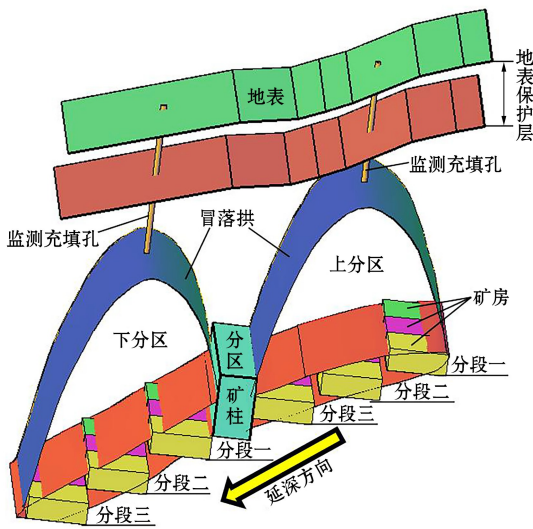 地表
地表保护层
监测充填孔
监测充填孔
冒落拱
上分区
矿房
下分区
分区
矿柱
分段一
分段二
分段三
分段一
分段二
分段三
延深方向